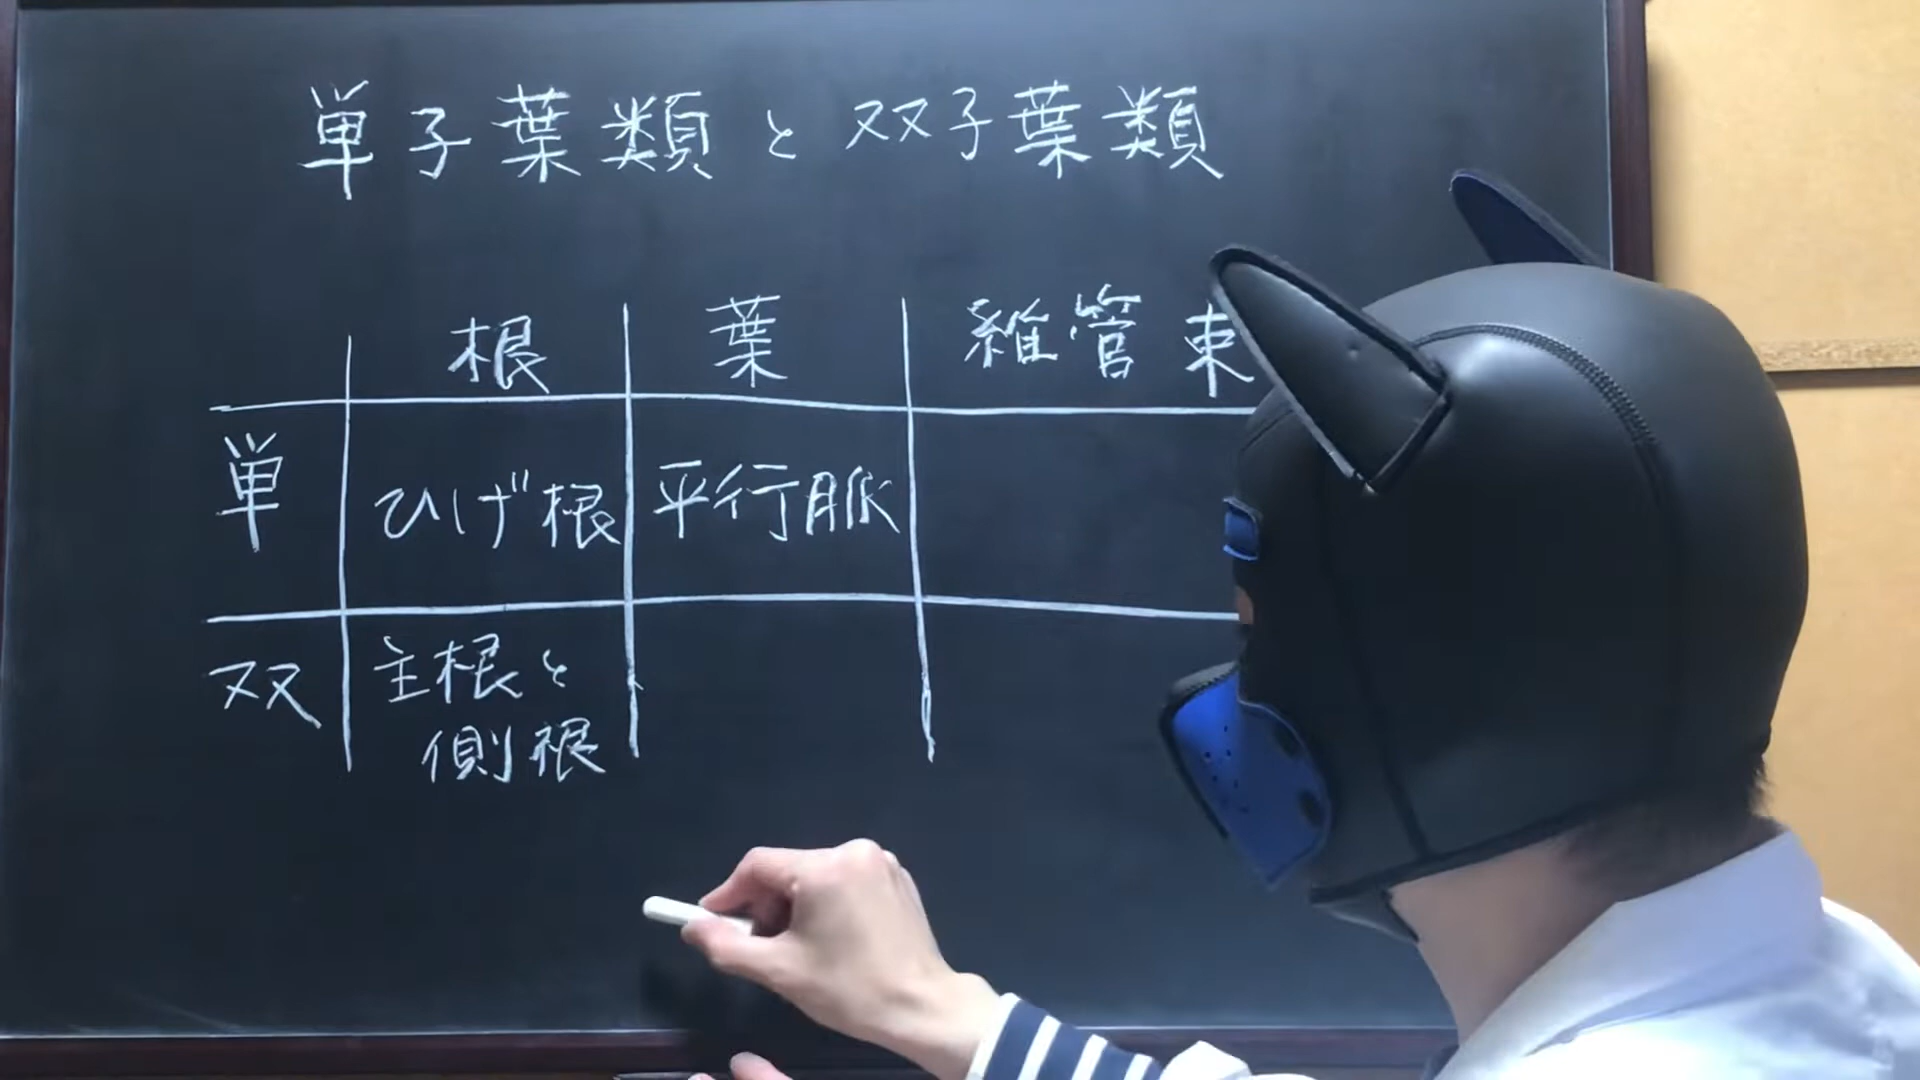 単子葉類と双子葉類
根 葉 維管束
単 ひげ根 平行脈
双 主根と
側根